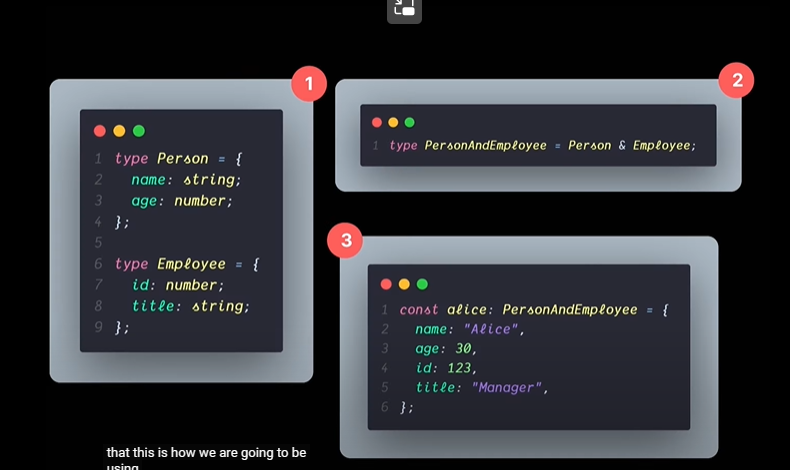 1
1 type Person = {
2 name: string;
3 age: number;
4 };
5
6 type Employee = {
7 id: number;
8 title: string;
9 };
2
1 type PersonAndEmployee = Person & Employee;
3
1 const alice: PersonAndEmployee = {
2 name: "Alice",
3 age: 30,
4 id: 123,
5 title: "Manager",
6 };
that this is how we are going to be
using